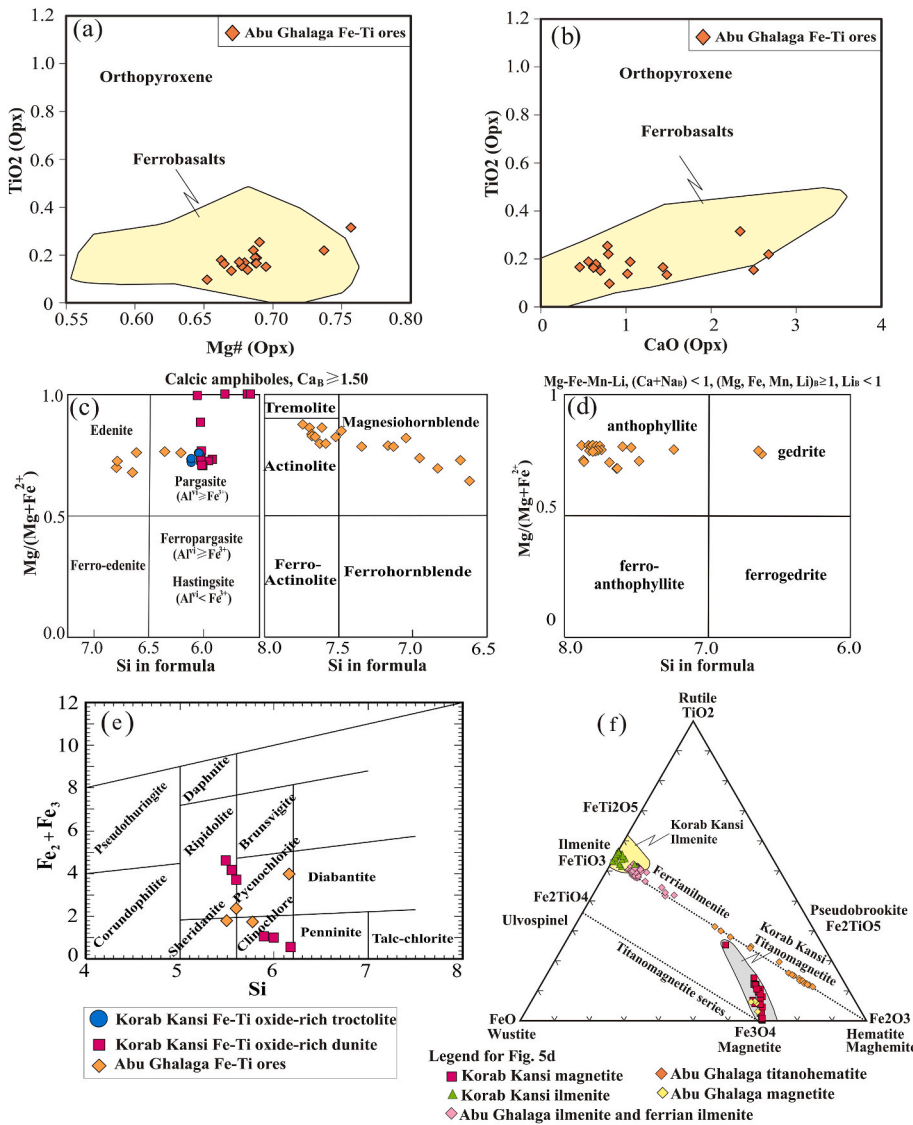 (a)
Abu Ghalaga Fe-Ti ores
Orthopyroxene
Ferrobasalts
TiO2 (Opx)
1.2
1.0
0.8
0.6
0.4
0.2
0
0.55
0.60
0.65
0.70
0.75
0.80
Mg# (Opx)
(b)
Abu Ghalaga Fe-Ti ores
Orthopyroxene
Ferrobasalts
TiO2 (Opx)
1.2
1.0
0.8
0.6
0.4
0.2
0
0
1
2
3
4
CaO (Opx)
Calcic amphiboles, CaB ≥1.50
(c)
Mg/(Mg+Fe2+)
1.0
0.5
0.0
Edenite
Pargasite
(Alvi≥Fe3+)
Ferro-edenite
Ferropargasite
(Alvi≥Fe3+)
Hastingsite
(Alvi< Fe3+)
7.0
6.0
Si in formula
Tremolite
Magnesiohornblende
Actinolite
Ferro-
Actinolite
Ferrohornblende
8.0
7.5
7.0
6.5
Si in formula
Mg-Fe-Mn-Li, (Ca+NaB) < 1, (Mg, Fe, Mn, Li)B≥1, LiB < 1
(d)
Mg/(Mg+Fe2+)
1.0
0.5
0
anthophyllite
gedrite
ferro-
anthophyllite
ferrogedrite
8.0
7.0
6.0
Si in formula
(e)
Fe2 + Fe3
12
10
8
6
4
2
0
Pseudothuringite
Daphnite
Corundophilite
Ripidolite
Brunsvigite
Sheridanite
Pycnochlorite
Clinochlore
Diabantite
Penninite
Talc-chlorite
4
5
6
7
8
Si
Korab Kansi Fe-Ti oxide-rich troctolite
Korab Kansi Fe-Ti oxide-rich dunite
Abu Ghalaga Fe-Ti ores
(f)
Rutile
TiO2
FeTi2O5
Korab Kansi
Ilmenite
Ilmenite
FeTiO3
Ferrianilmenite
Fe2TiO4
Ulvospinel
Pseudobrookite
Fe2TiO5
Korab Kansi
Titanomagnetite
Titanomagnetite series
FeO
Wustite
Fe3O4
Magnetite
Fe2O3
Hematite
Maghemite
Legend for Fig. 5d
Korab Kansi magnetite
Abu Ghalaga titanohematite
Korab Kansi ilmenite
Abu Ghalaga magnetite
Abu Ghalaga ilmenite and ferrian ilmenite